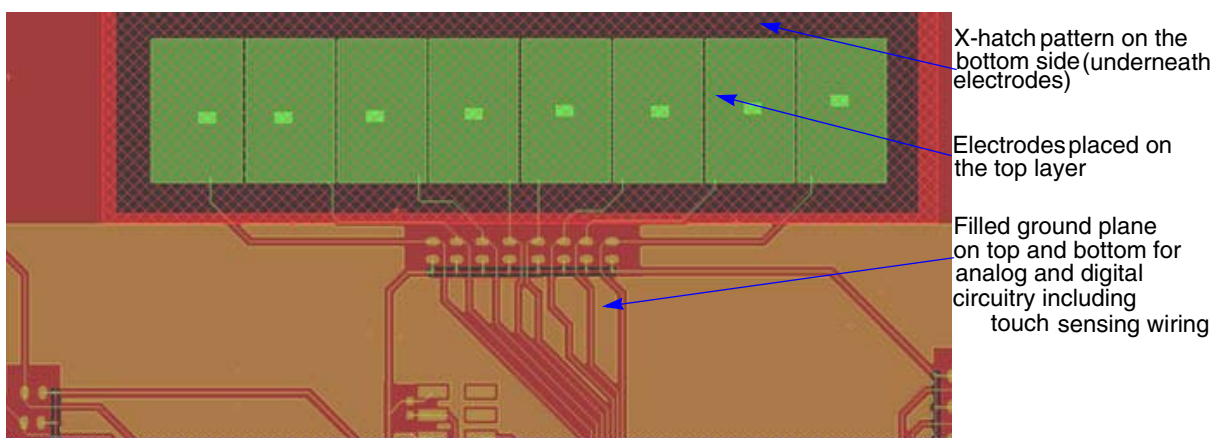 X-hatch pattern on the
bottom side (underneath
electrodes)
Electrodes placed on
the top layer
Filled ground plane
on top and bottom for
analog and digital
circuitry including
touch sensing wiring